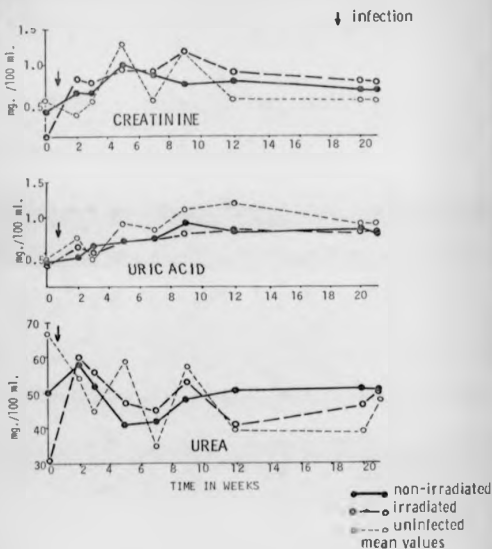 ↓ infection
1.5
1.0
0.5
mg. /100 ml.
CREATININE
0 2 4 6 8 10 12 14 16 18 20
1.5
1.0
0.5
mg./100 ml.
URIC ACID
0 2 4 6 8 10 12 14 16 18 20
70
60
50
40
30
mg./100 ml.
UREA
0 2 4 6 8 10 12 14 16 18 20
TIME IN WEEKS
non-irradiated
irradiated
uninfected
mean values